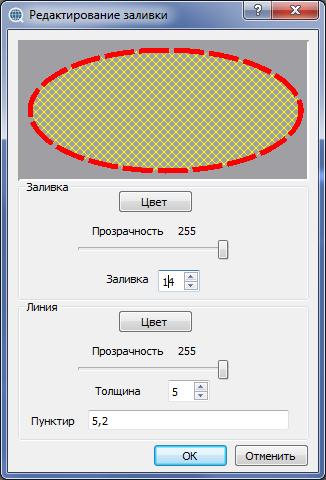 Редактирование заливки
Заливка
Цвет
Прозрачность 255
Заливка 14
Линия
Цвет
Прозрачность 255
Толщина 5
Пунктир 5,2
OK Отменить